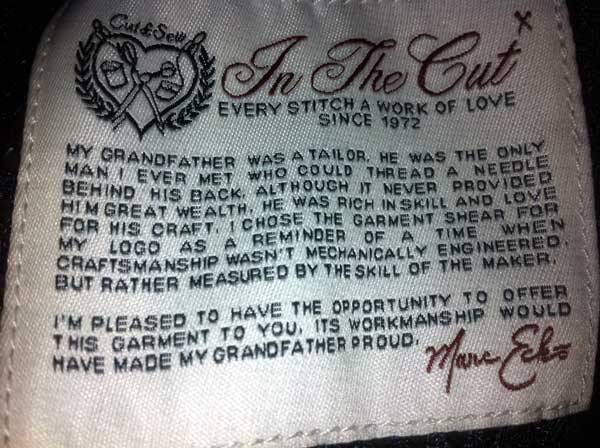 Cut & Sew
In The Cut
EVERY STITCH A WORK OF LOVE
SINCE 1972
MY GRANDFATHER WAS A TAILOR. HE WAS THE ONLY
MAN I EVER MET WHO COULD THREAD A NEEDLE
BEHIND HIS BACK. ALTHOUGH IT NEVER PROVIDED
HIM GREAT WEALTH, HE WAS RICH IN SKILL AND LOVE
FOR HIS CRAFT. I CHOSE THE GARMENT SHEAR FOR
MY LOGO AS A REMINDER OF A TIME WHEN
CRAFTSMANSHIP WASN'T MECHANICALLY ENGINEERED,
BUT RATHER MEASURED BY THE SKILL OF THE MAKER.
I'M PLEASED TO HAVE THE OPPORTUNITY TO OFFER
THIS GARMENT TO YOU. ITS WORKMANSHIP WOULD
HAVE MADE MY GRANDFATHER PROUD.
Marc Ecko